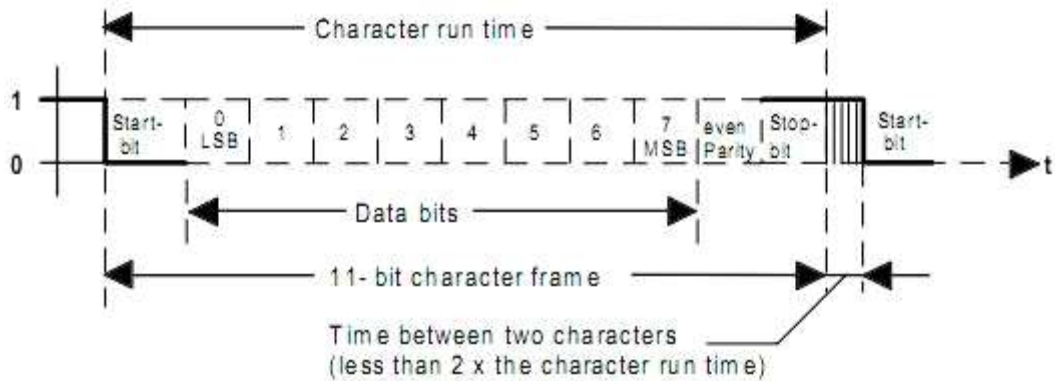 Character run time
1
0
Start-
bit
0
LSB
1
2
3
4
5
6
7
MSB
even
Parity
Stop-
bit
Start-
bit
t
Data bits
11- bit character frame
Time between two characters
(less than 2 x the character run time)